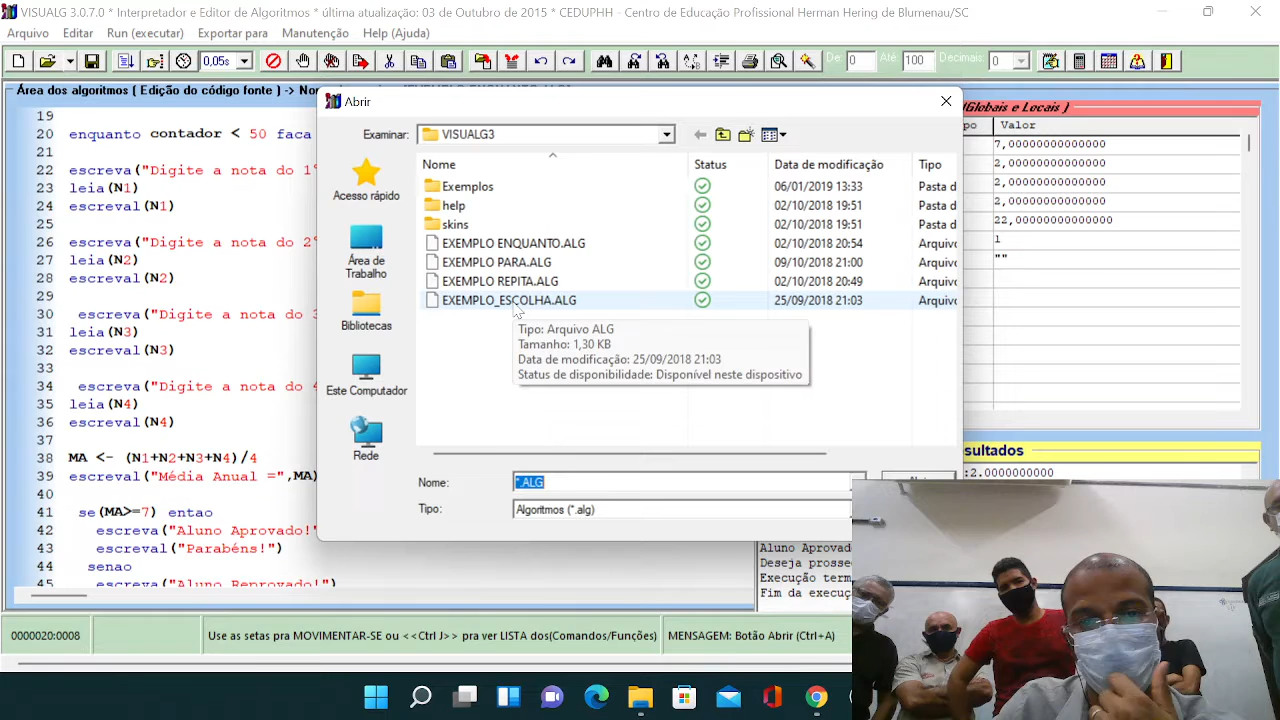 VISUALG 3.0.7.0 * Interpretador e Editor de Algoritmos * última atualização: 03 de Outubro de 2015 * CEDUPHH - Centro de Educação Profissional Herman Hering de Blumenau/SC
Arquivo Editar Run (executar) Exportar para Manutenção Help (Ajuda)
0,05s De: 0 Até: 100 Decimais: 0
Área dos algoritmos ( Edição do código fonte ) -> No
19
20 enquanto contador < 50 faca
21
22 escreva("Digite a nota do 1º
23 leia(N1)
24 escreval(N1)
25
26 escreva("Digite a nota do 2º
27 leia(N2)
28 escreval(N2)
29
30 escreva("Digite a nota do 3
31 leia(N3)
32 escreval(N3)
33
34 escreva("Digite a nota do 4
35 leia(N4)
36 escreval(N4)
37
38 MA <- (N1+N2+N3+N4)/4
39 escreval("Média Anual =",MA)
40
41 se(MA>=7) entao
42 escreva("Aluno Aprovado!"
43 escreval("Parabéns!")
44 senao
45 escreva("Aluno Reprovado!")
Abrir
Examinar: VISUALG3
Acesso rápido
Área de Trabalho
Bibliotecas
Este Computador
Rede
Nome Status Data de modificação Tipo
Exemplos 06/01/2019 13:33 Pasta d
help 02/10/2018 19:51 Pasta d
skins 02/10/2018 19:51 Pasta d
EXEMPLO ENQUANTO.ALG 02/10/2018 20:54 Arquivo
EXEMPLO PARA.ALG 09/10/2018 21:00 Arquivo
EXEMPLO REPITA.ALG 02/10/2018 20:49 Arquivo
EXEMPLO_ESCOLHA.ALG 25/09/2018 21:03 Arquivo
Tipo: Arquivo ALG
Tamanho: 1,30 KB
Data de modificação: 25/09/2018 21:03
Status de disponibilidade: Disponível neste dispositivo
Nome: *.ALG
Tipo: Algoritmos (*.alg)
(Globais e Locais )
po Valor
7,00000000000000
2,00000000000000
2,00000000000000
2,00000000000000
22,00000000000000
1
""
sultados
:2.0000000000
Aluno Aprovad
Deseja prosse
Execução term
Fim da execuç
0000020:0008 Use as setas pra MOVIMENTAR-SE ou <<Ctrl J>> pra ver LISTA dos(Comandos/Funções) MENSAGEM: Botão Abrir (Ctrl+A)